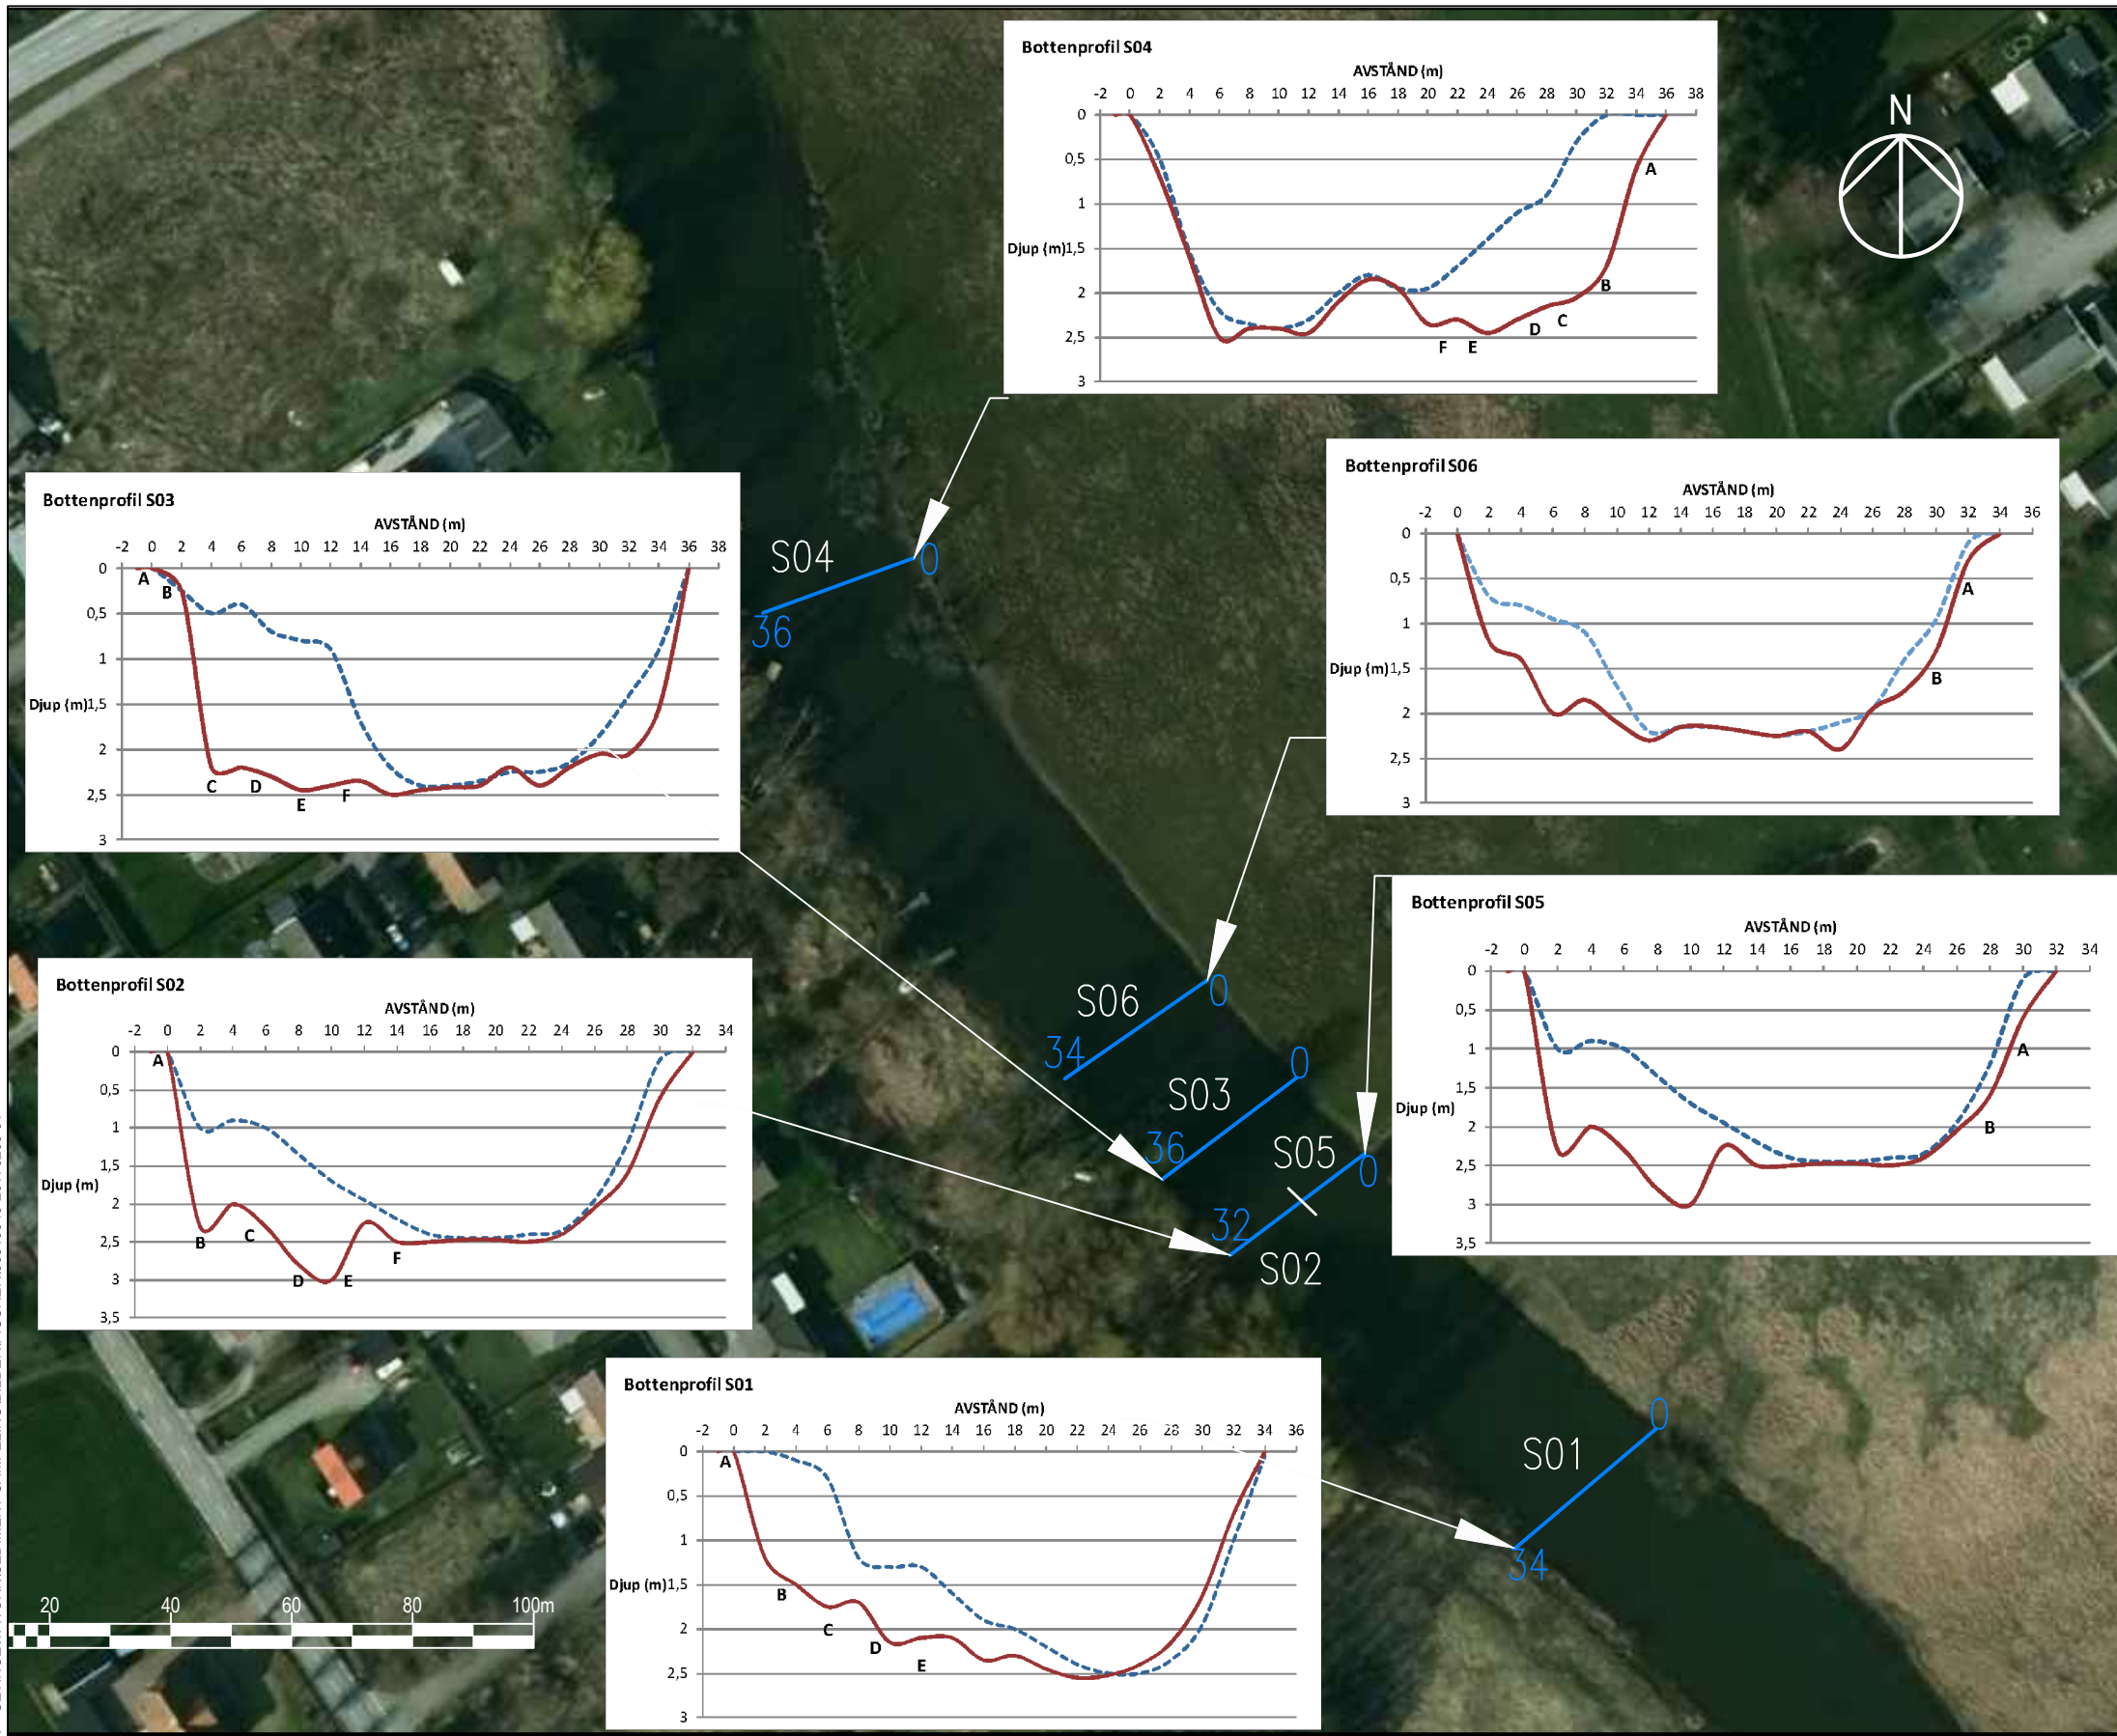 Bottenprofil S04
AVSTÅND (m)
-2 0 2 4 6 8 10 12 14 16 18 20 22 24 26 28 30 32 34 36 38
0
0,5
1
Djup (m) 1,5
2
2,5
3
A
B
C
D
E
F
N
Bottenprofil S03
AVSTÅND (m)
-2 0 2 4 6 8 10 12 14 16 18 20 22 24 26 28 30 32 34 36 38
0
0,5
1
Djup (m) 1,5
2
2,5
3
A
B
C
D
E
F
Bottenprofil S06
AVSTÅND (m)
-2 0 2 4 6 8 10 12 14 16 18 20 22 24 26 28 30 32 34 36
0
0,5
1
Djup (m) 1,5
2
2,5
3
A
B
S04
0
36
Bottenprofil S05
AVSTÅND (m)
-2 0 2 4 6 8 10 12 14 16 18 20 22 24 26 28 30 32 34
0
0,5
1
1,5
Djup (m)
2
2,5
3
3,5
A
B
Bottenprofil S02
AVSTÅND (m)
-2 0 2 4 6 8 10 12 14 16 18 20 22 24 26 28 30 32 34
0
0,5
1
1,5
Djup (m)
2
2,5
3
3,5
A
B
C
D
E
F
S06
0
34
S03
0
36
S05
0
32
S02
Bottenprofil S01
AVSTÅND (m)
-2 0 2 4 6 8 10 12 14 16 18 20 22 24 26 28 30 32 34 36
0
0,5
1
Djup (m) 1,5
2
2,5
3
A
B
C
D
E
S01
0
34
20 40 60 80 100m